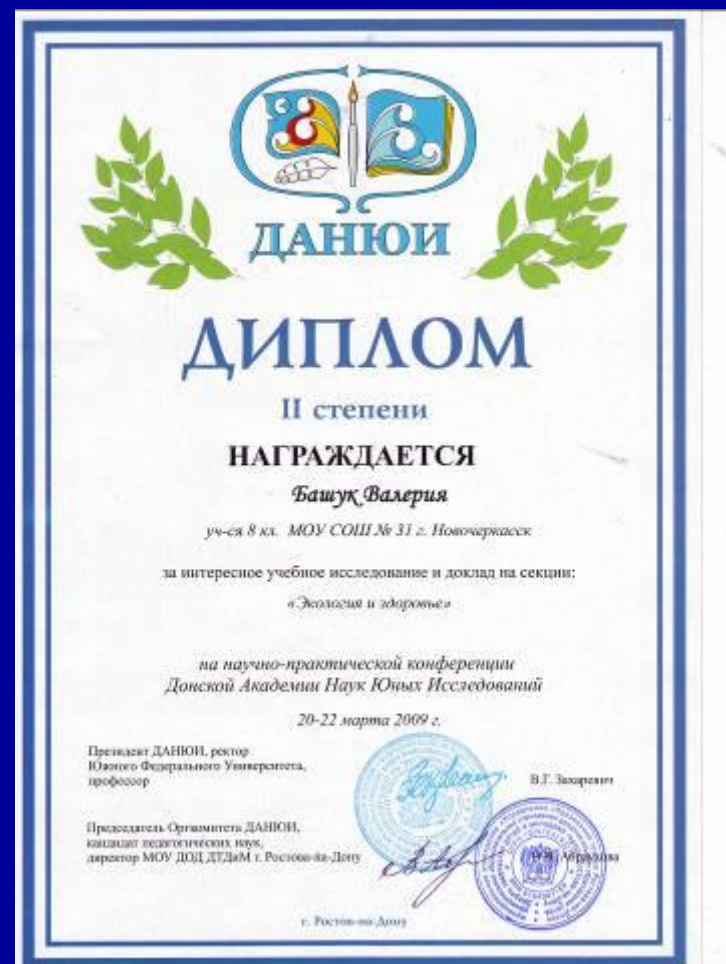 ДАНЮИ
ДИПЛОМ
II степени
НАГРАЖДАЕТСЯ
Башук Валерия
уч-ся 8 кл. МОУ СОШ № 31 г. Новочеркасск
за интересное учебное исследование и доклад на секции:
«Экология и здоровье»
на научно-практической конференции
Донской Академии Наук Юных Исследований
20-22 марта 2009 г.
Президент ДАНЮИ, ректор
Южного Федерального Университета,
профессор
В.Г. Захаревич
Председатель Оргкомитета ДАНЮИ,
кандидат педагогических наук,
директор МОУ ДОД ДТДиМ г. Ростова-на-Дону
г. Ростов-на-Дону